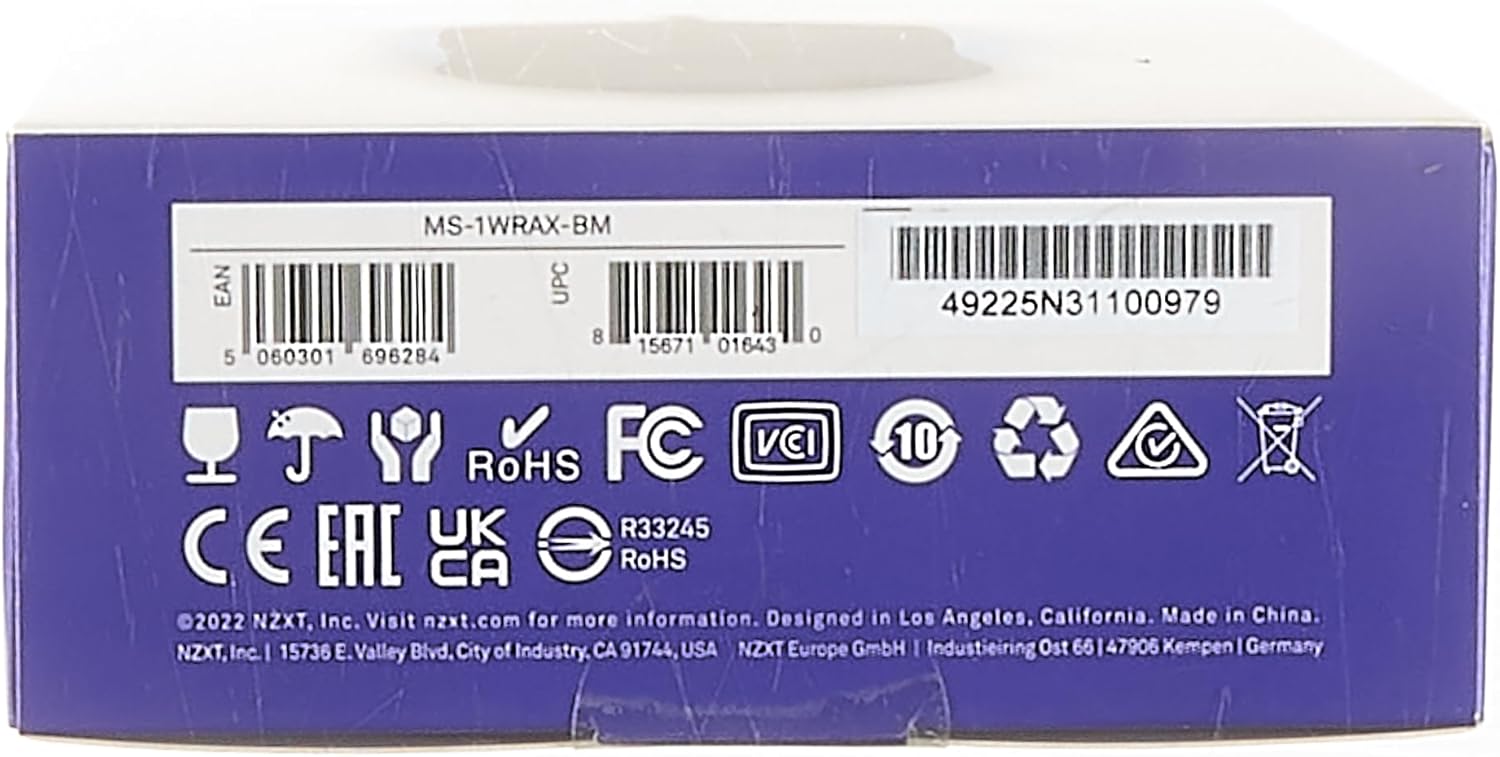 MS-1WRAX-BM
EAN
5 060301 696284
UPC
8 15671 01643 0
49225N31100979
RoHS FC VCI 10
CE EAC UK CA R33245 RoHS
©2022 NZXT, Inc. Visit nzxt.com for more information. Designed in Los Angeles, California. Made in China.
NZXT, Inc. | 15736 E. Valley Blvd, City of Industry, CA 91744, USA NZXT Europe GmbH | Industiering Ost 66 | 47906 Kempen | Germany